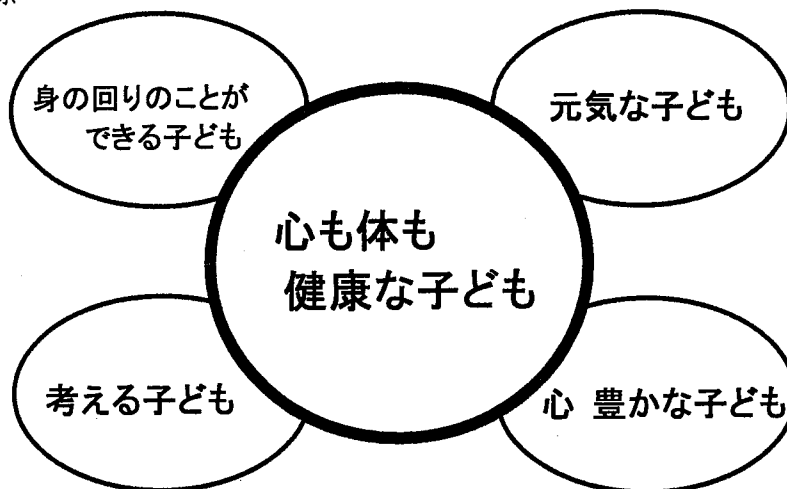 身の回りのことが
できる子ども
元気な子ども
心も体も
健康な子ども
考える子ども
心 豊かな子ども